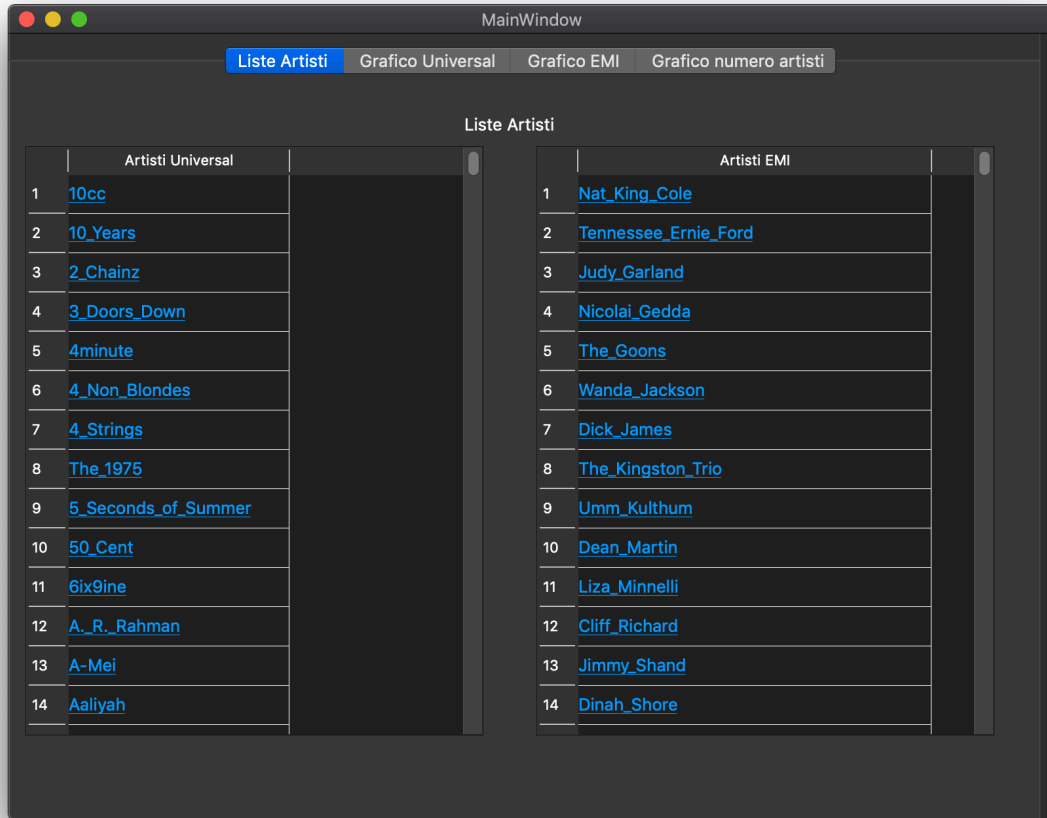 MainWindow
Liste Artisti Grafico Universal Grafico EMI Grafico numero artisti
Liste Artisti
Artisti Universal
1 10cc
2 10_Years
3 2_Chainz
4 3_Doors_Down
5 4minute
6 4_Non_Blondes
7 4_Strings
8 The_1975
9 5_Seconds_of_Summer
10 50_Cent
11 6ix9ine
12 A._R._Rahman
13 A-Mei
14 Aaliyah
Artisti EMI
1 Nat_King_Cole
2 Tennessee_Ernie_Ford
3 Judy_Garland
4 Nicolai_Gedda
5 The_Goons
6 Wanda_Jackson
7 Dick_James
8 The_Kingston_Trio
9 Umm_Kulthum
10 Dean_Martin
11 Liza_Minnelli
12 Cliff_Richard
13 Jimmy_Shand
14 Dinah_Shore